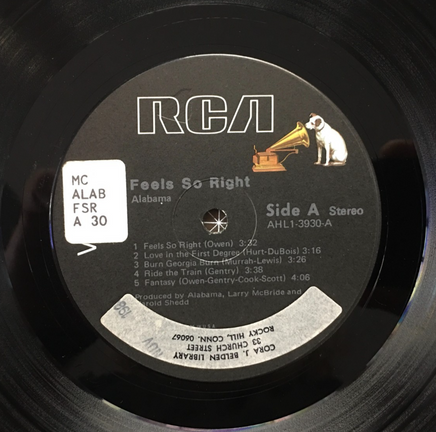 RCA
MC
ALAB
FSR
A 30
Feels So Right
Alabama
Side A Stereo
AHL1-3930-A
1 Feels So Right (Owen) 3:32
2 Love in the First Degree (Hurt-DuBois) 3:16
3 Burn Georgia Burn (Murrah-Lewis) 3:26
4 Ride the Train (Gentry) 3:38
5 Fantasy (Owen-Gentry-Cook-Scott) 4:06
Produced by Alabama, Larry McBride and
Harold Shedd
CORA J. BELDEN LIBRARY
33 CHURCH STREET
ROCKY HILL, CONN. 06067